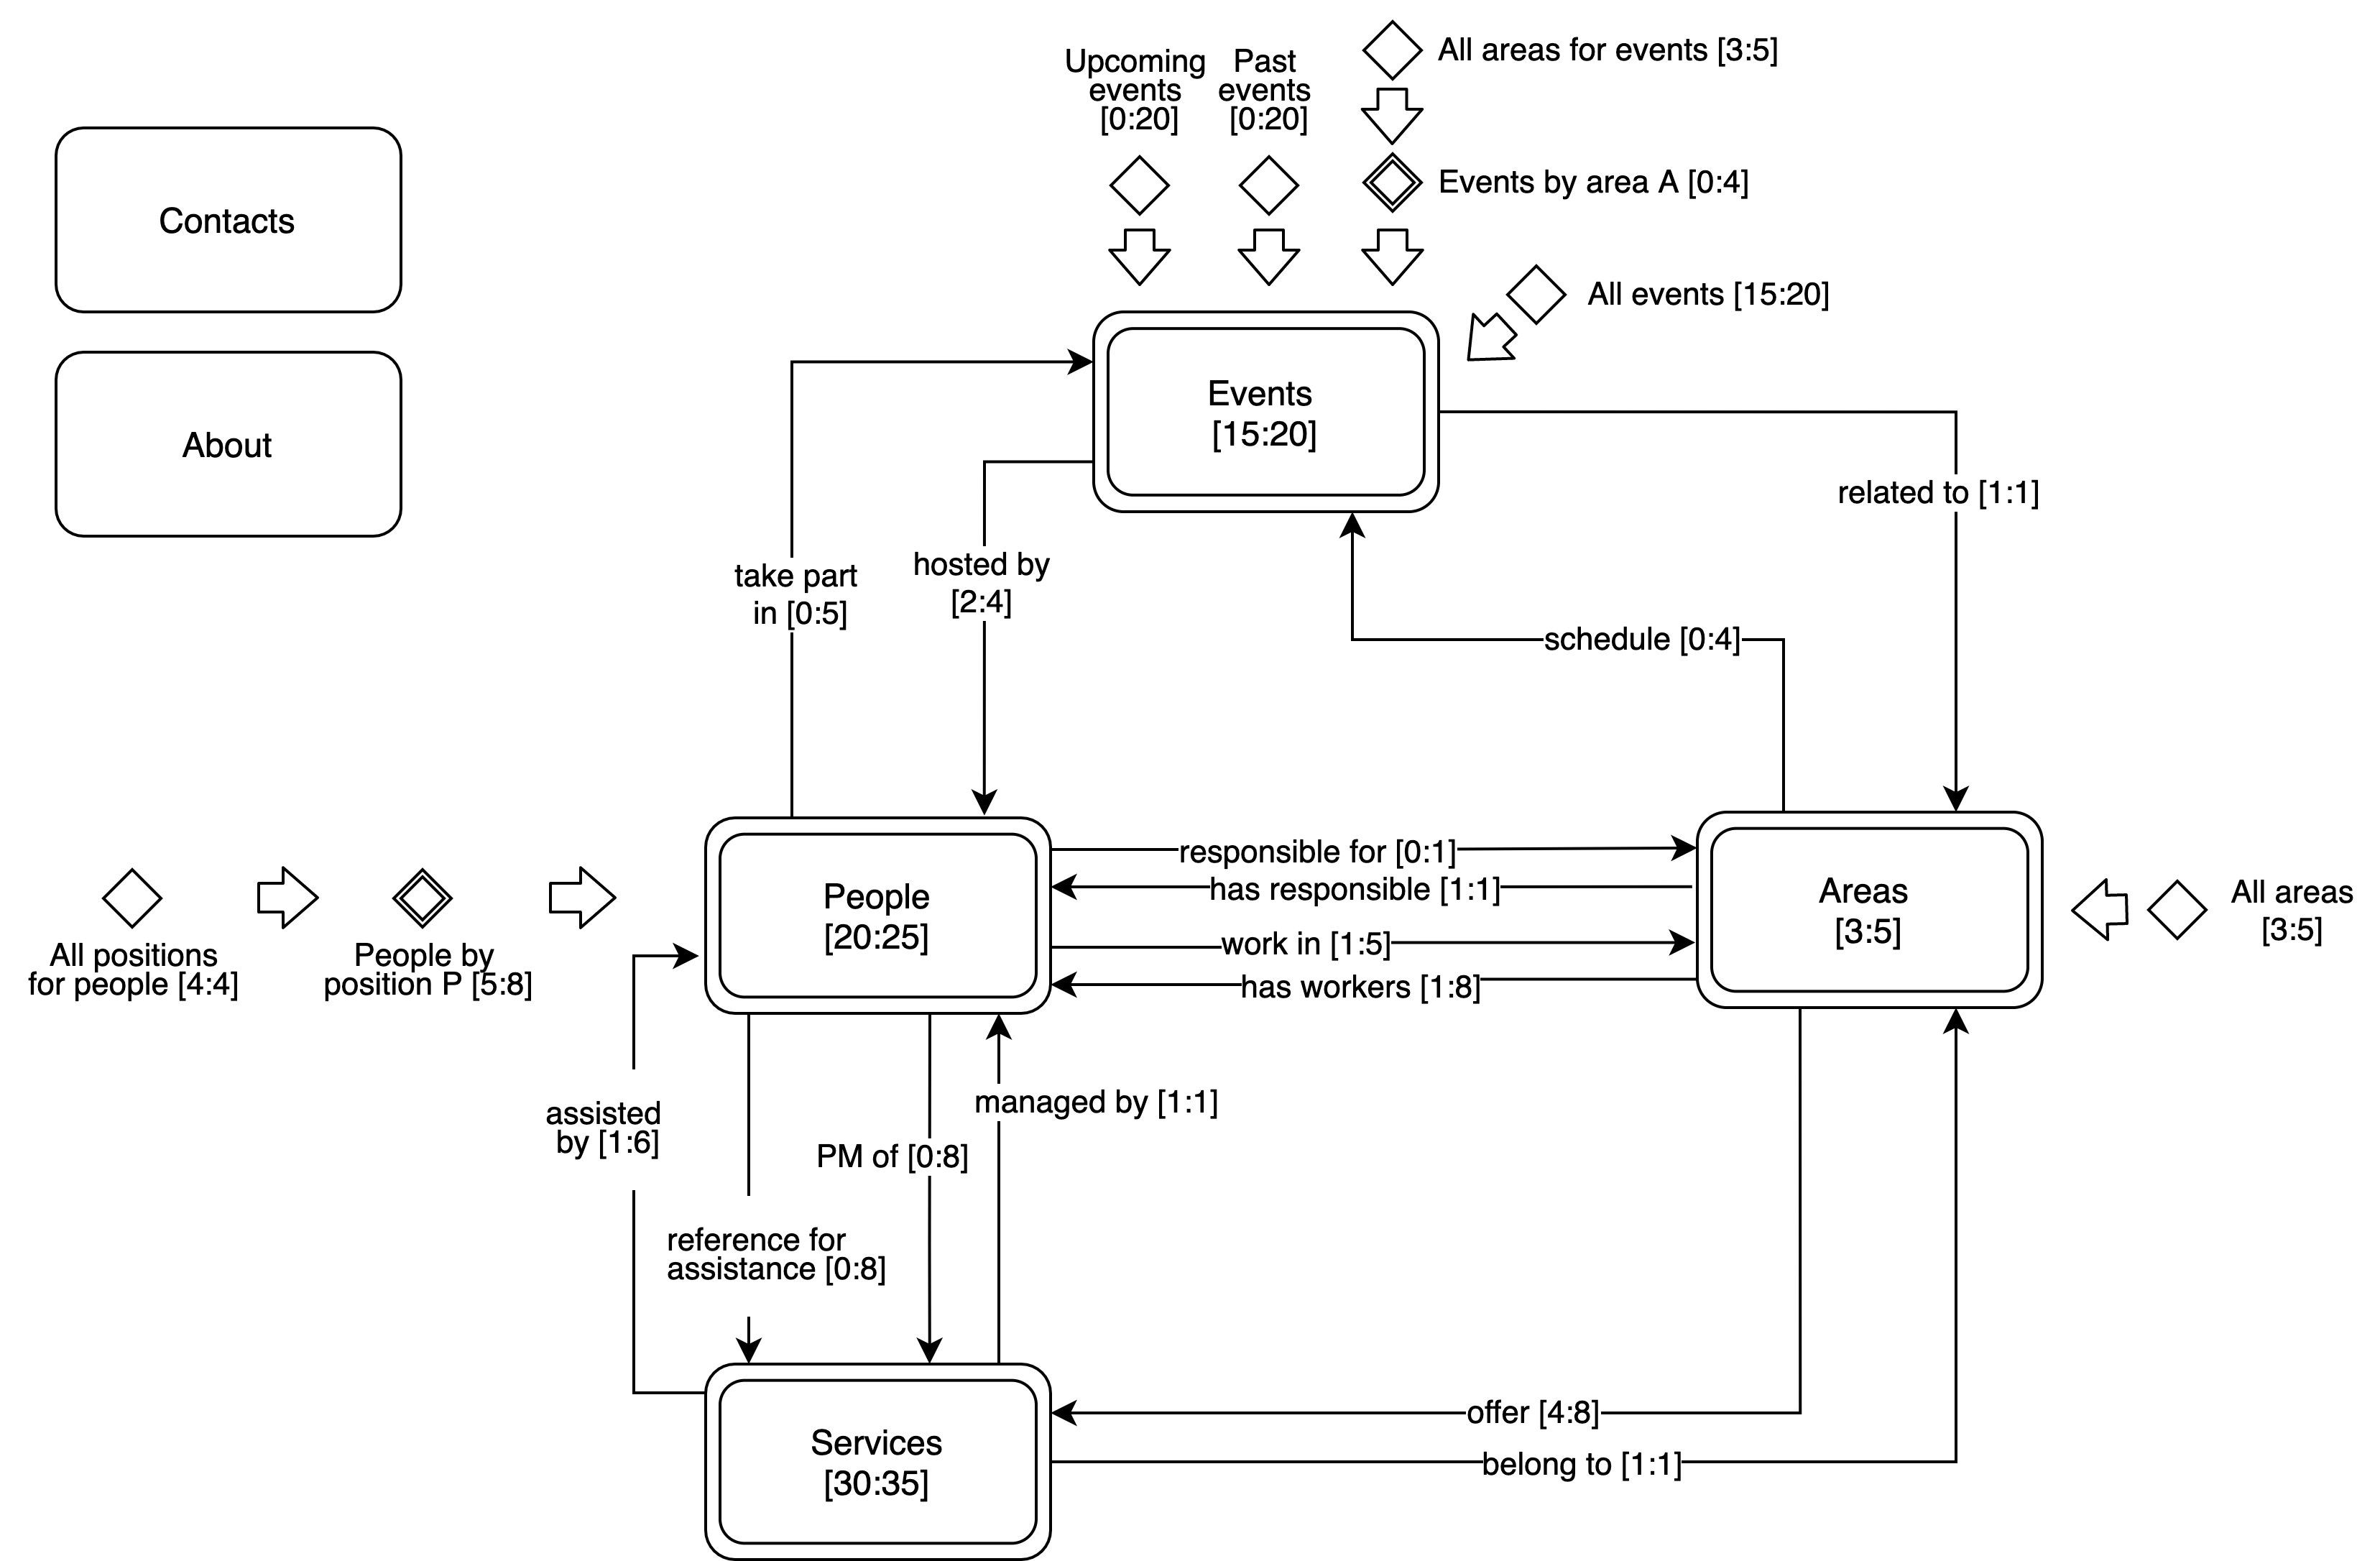 All areas for events [3:5]
Upcoming
events
[0:20]
Past
events
[0:20]
Events by area A [0:4]
Contacts
All events [15:20]
Events
[15:20]
About
related to [1:1]
take part
in [0:5]
hosted by
[2:4]
schedule [0:4]
responsible for [0:1]
has responsible [1:1]
work in [1:5]
has workers [1:8]
People
[20:25]
Areas
[3:5]
All areas
[3:5]
All positions
for people [4:4]
People by
position P [5:8]
assisted
by [1:6]
managed by [1:1]
PM of [0:8]
reference for
assistance [0:8]
offer [4:8]
belong to [1:1]
Services
[30:35]